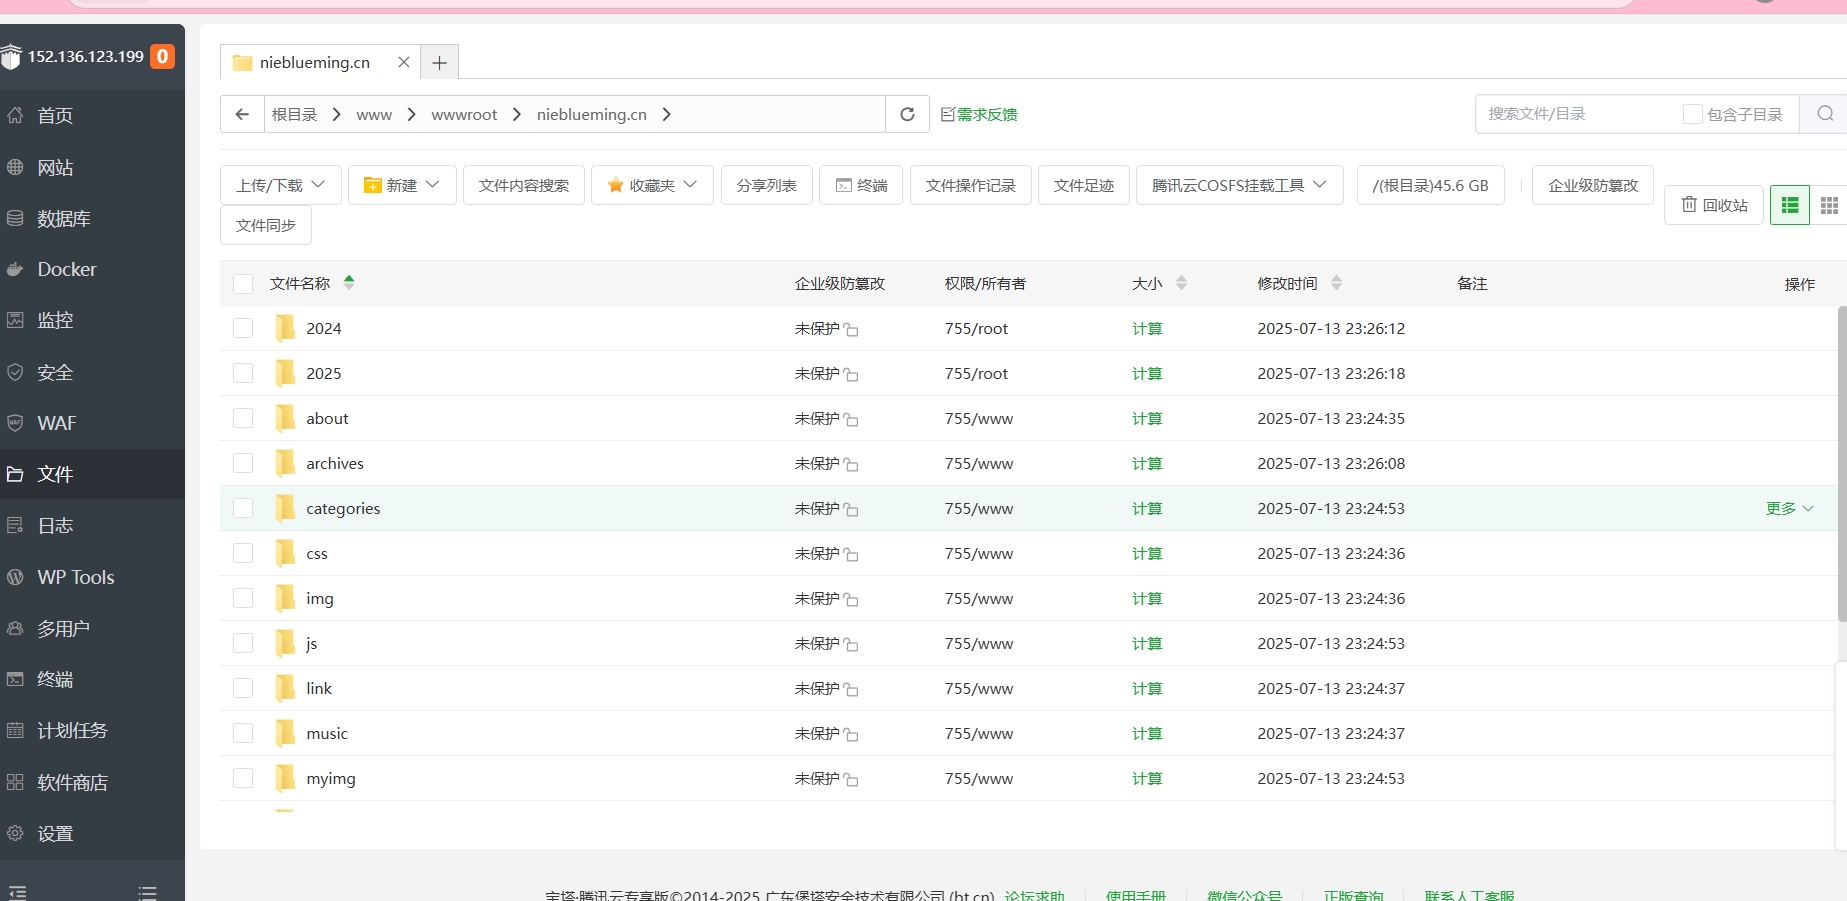 152.136.123.199 0
首页
网站
数据库
Docker
监控
安全
WAF
文件
日志
WP Tools
多用户
终端
计划任务
软件商店
设置
nieblueming.cn
根目录 www wwwroot nieblueming.cn
需求反馈
搜索文件/目录 包含子目录
上传/下载 新建 文件内容搜索 收藏夹 分享列表 终端 文件操作记录 文件足迹 腾讯云COSFS挂载工具 /(根目录)45.6 GB 企业级防篡改
文件同步
回收站
文件名称 企业级防篡改 权限/所有者 大小 修改时间 备注 操作
2024 未保护 755/root 计算 2025-07-13 23:26:12
2025 未保护 755/root 计算 2025-07-13 23:26:18
about 未保护 755/www 计算 2025-07-13 23:24:35
archives 未保护 755/www 计算 2025-07-13 23:26:08
categories 未保护 755/www 计算 2025-07-13 23:24:53 更多
css 未保护 755/www 计算 2025-07-13 23:24:36
img 未保护 755/www 计算 2025-07-13 23:24:36
js 未保护 755/www 计算 2025-07-13 23:24:53
link 未保护 755/www 计算 2025-07-13 23:24:37
music 未保护 755/www 计算 2025-07-13 23:24:37
myimg 未保护 755/www 计算 2025-07-13 23:24:53
宝塔·腾讯云专享版©2014-2025 广东堡塔安全技术有限公司 (bt.cn) 论坛求助 使用手册 微信公众号 正版查询 联系人工客服